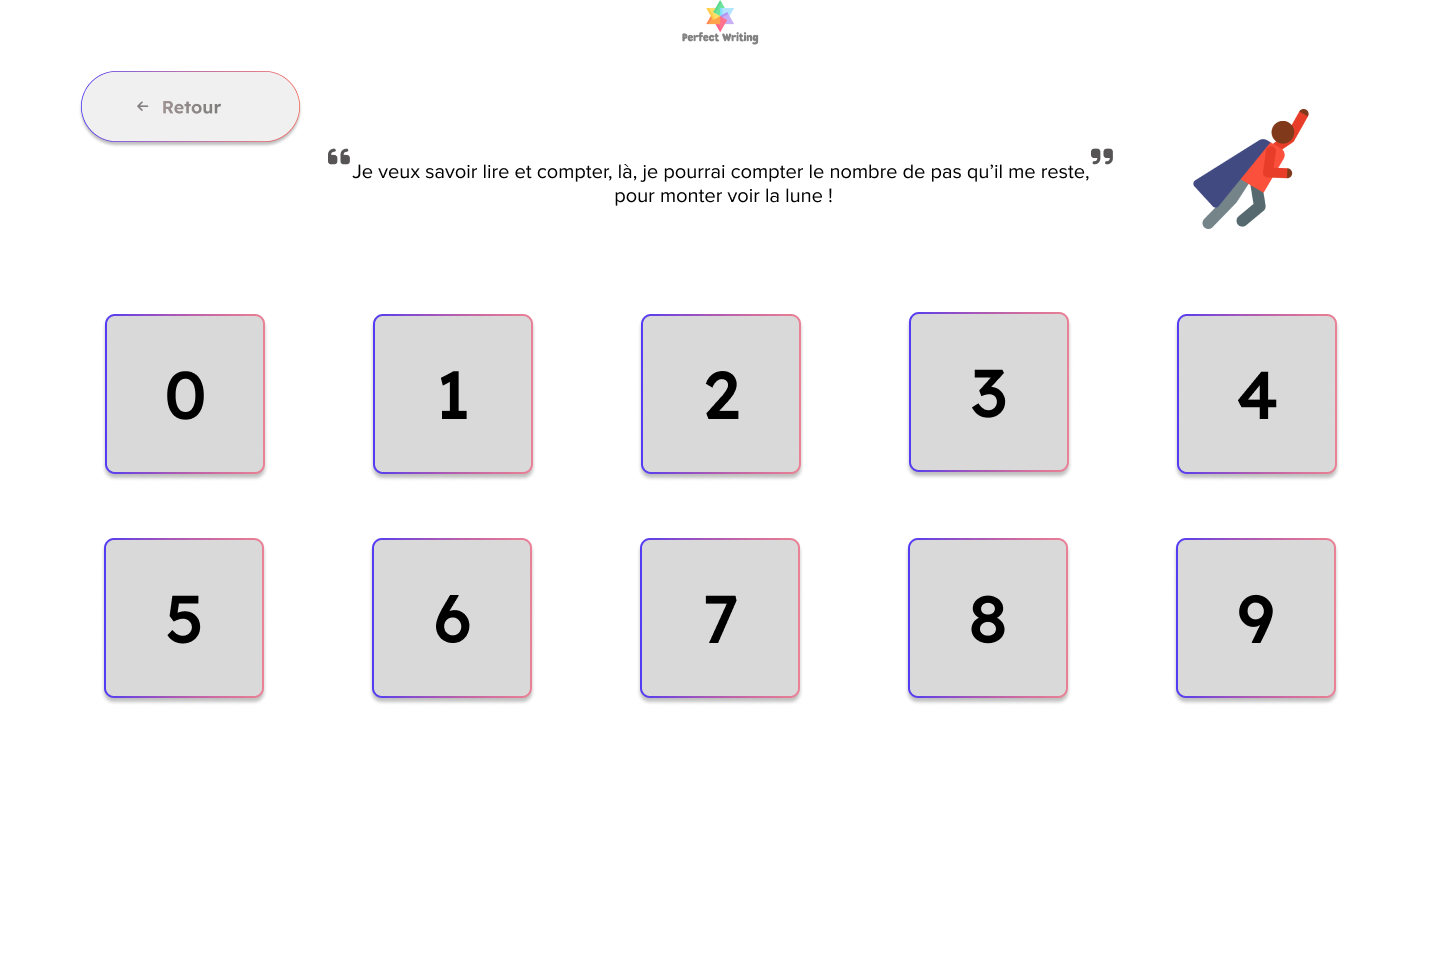 Perfect Writing
← Retour
“Je veux savoir lire et compter, là, je pourrai compter le nombre de pas qu’il me reste,”
pour monter voir la lune !
0 1 2 3 4
5 6 7 8 9